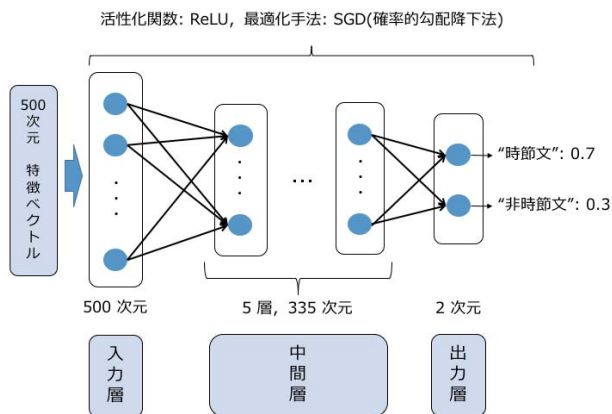 活性化関数: ReLU，最適化手法: SGD(確率的勾配降下法)
500次元 特徴ベクトル
“時節文”: 0.7
“非時節文”: 0.3
...
500 次元
5 層，335 次元
2 次元
入力層
中間層
出力層